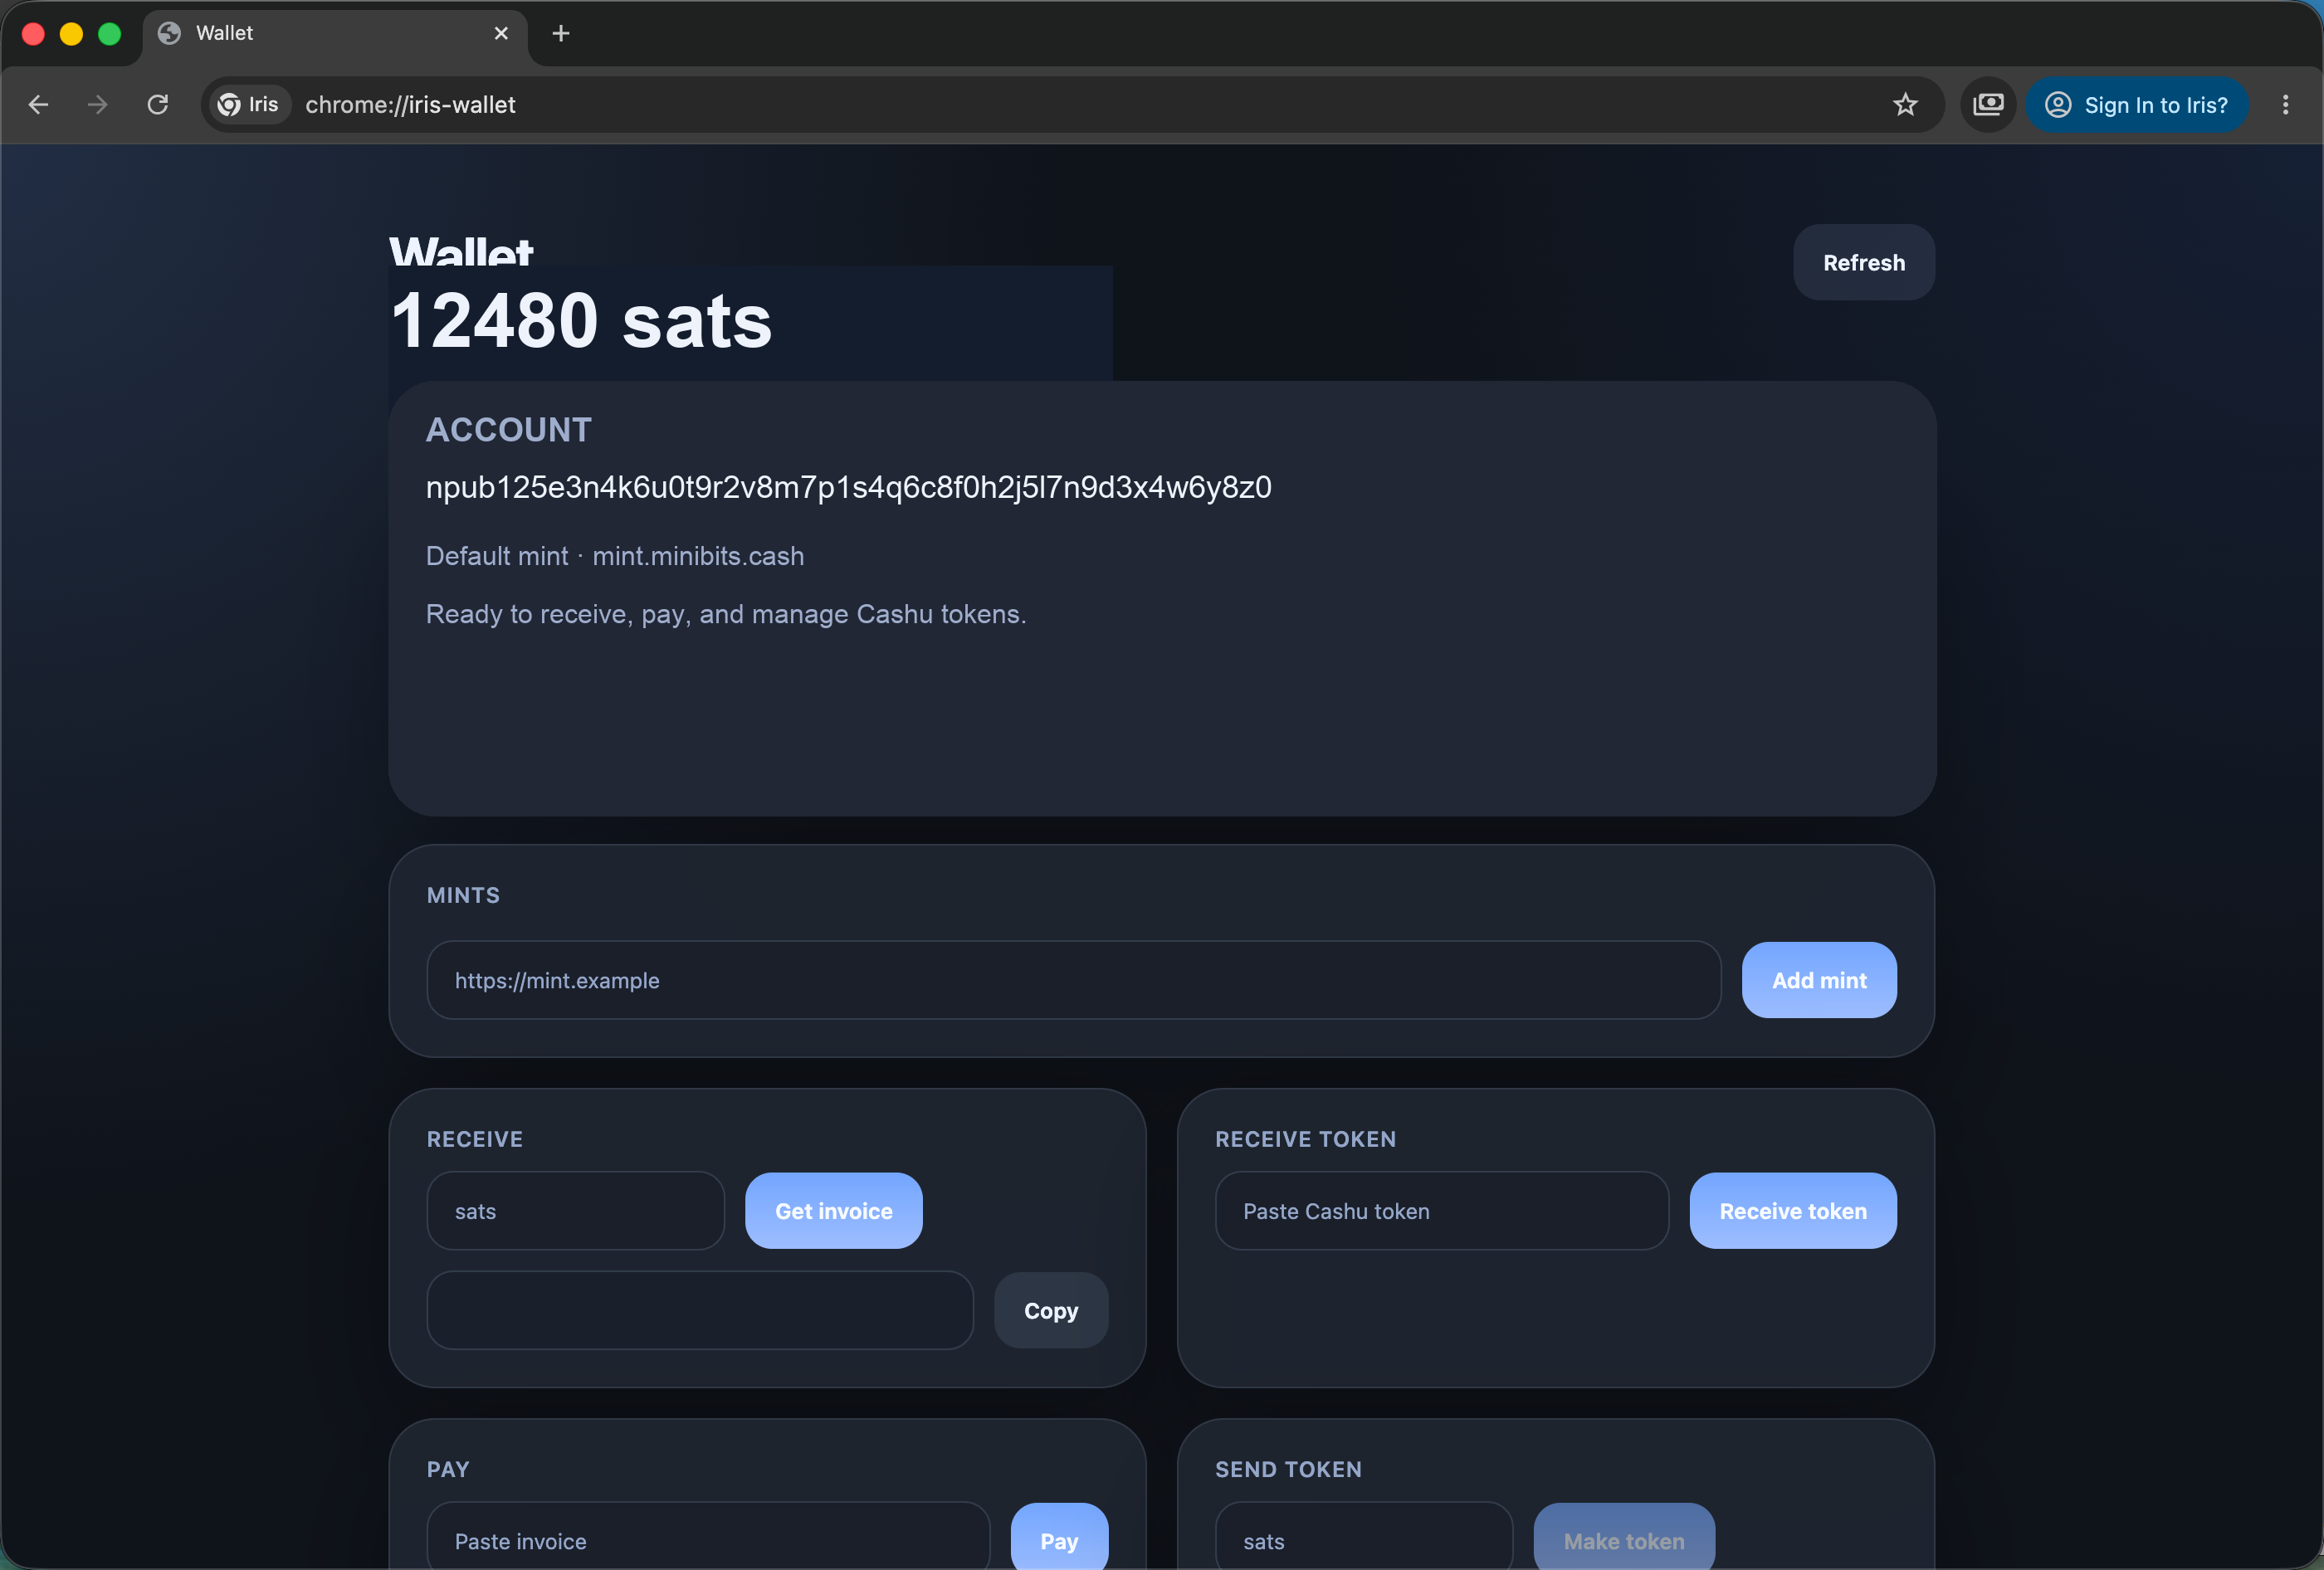 Wallet
Iris
chrome://iris-wallet
Sign In to Iris?
Wallet
Refresh
12480 sats
ACCOUNT
npub125e3n4k6u0t9r2v8m7p1s4q6c8f0h2j5l7n9d3x4w6y8z0
Default mint · mint.minibits.cash
Ready to receive, pay, and manage Cashu tokens.
MINTS
https://mint.example
Add mint
RECEIVE
sats
Get invoice
Copy
RECEIVE TOKEN
Paste Cashu token
Receive token
PAY
Paste invoice
Pay
SEND TOKEN
sats
Make token